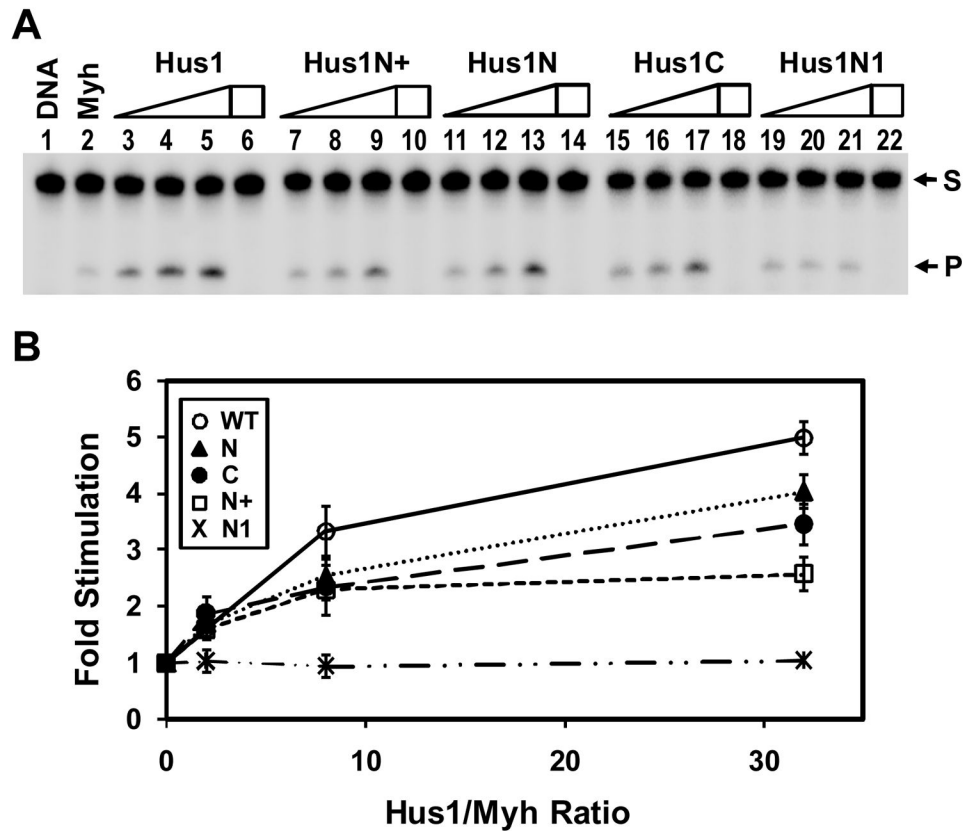 A
DNA
Myh
Hus1
Hus1N+
Hus1N
Hus1C
Hus1N1
1 2 3 4 5 6 7 8 9 10 11 12 13 14 15 16 17 18 19 20 21 22
S
P
B
6
5
4
3
2
1
0
WT
N
C
N+
N1
Fold Stimulation
0 10 20 30
Hus1/Myh Ratio